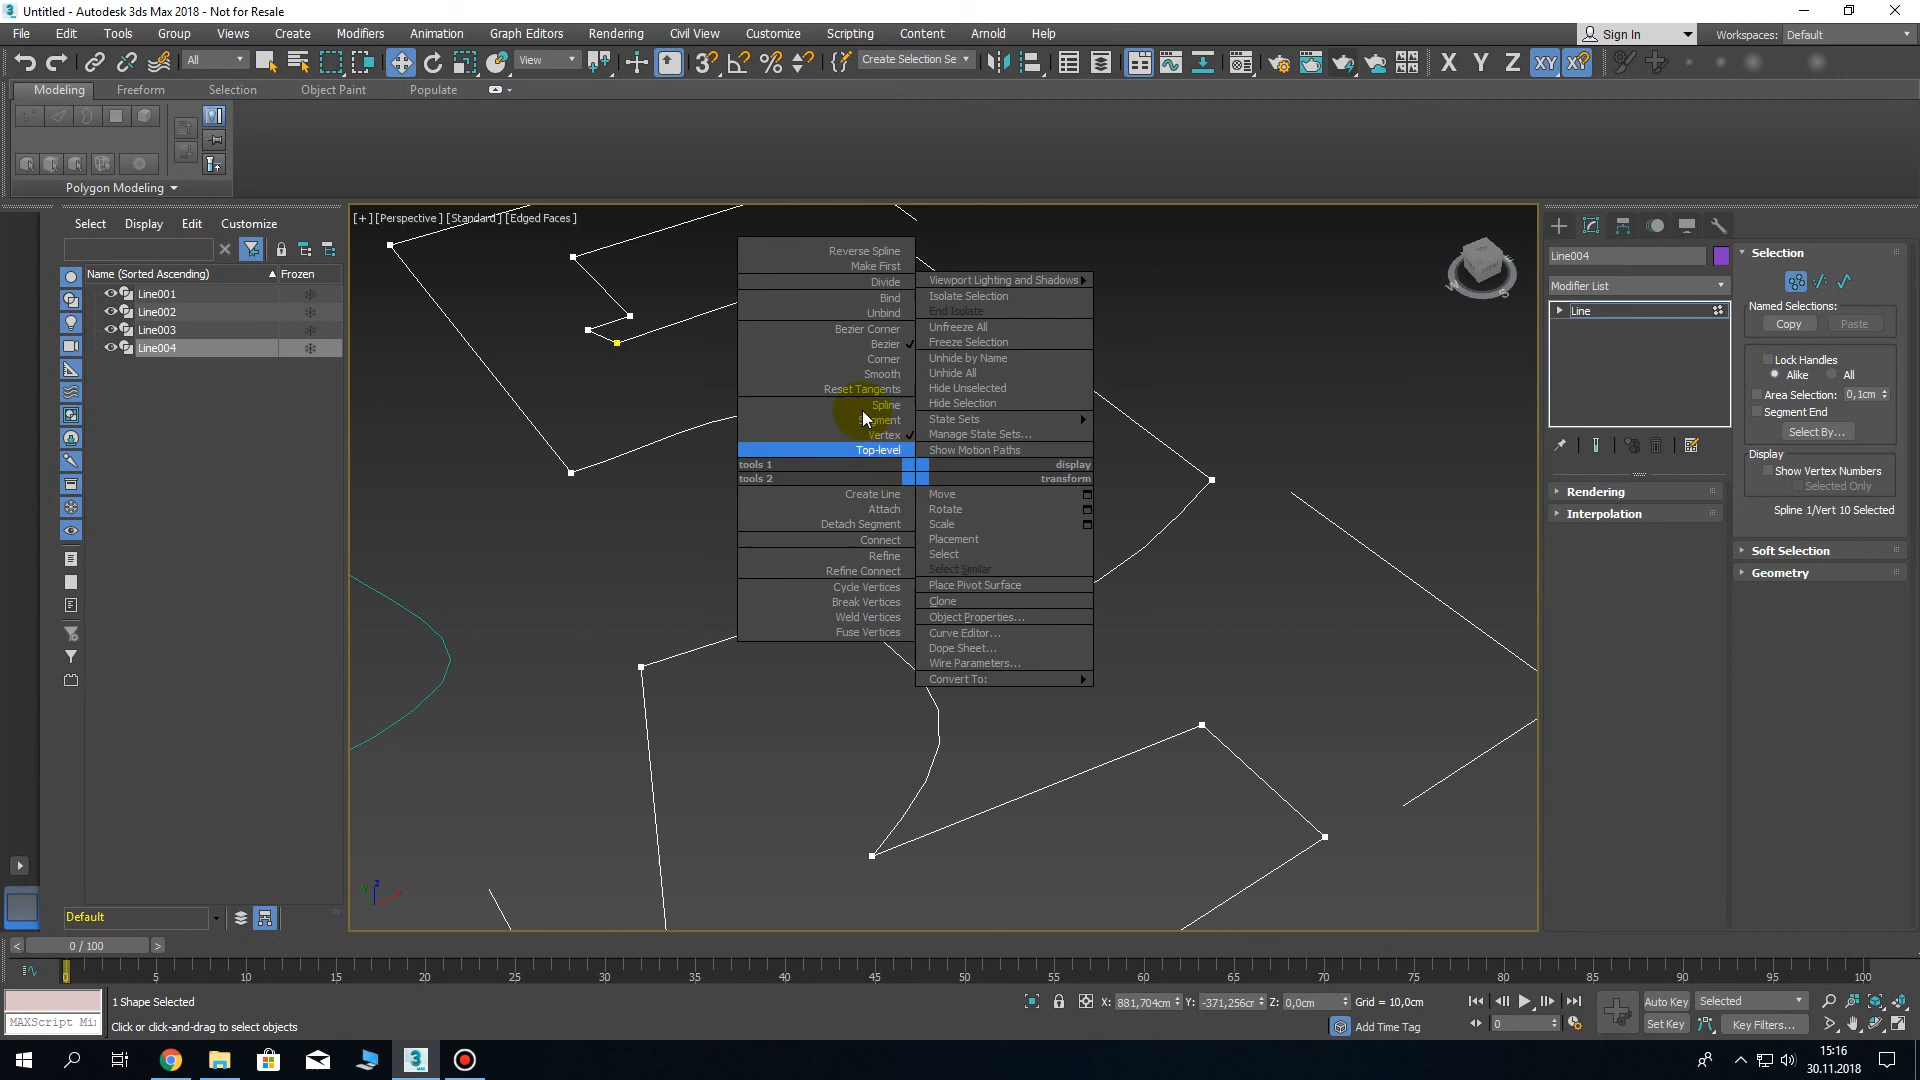 Untitled - Autodesk 3ds Max 2018 - Not for Resale
File Edit Tools Group Views Create Modifiers Animation Graph Editors Rendering Civil View Customize Scripting Content Arnold Help
Sign In
Workspaces: Default
All
View
Create Selection Se
X Y Z XY
Modeling Freeform Selection Object Paint Populate
Polygon Modeling
Select Display Edit Customize
Name (Sorted Ascending) Frozen
Line001
Line002
Line003
Line004
Default
[+] [Perspective] [Standard] [Edged Faces]
Reverse Spline
Make First
Divide
Bind
Unbind
Bezier Corner
Bezier
Corner
Smooth
Reset Tangents
Spline
Segment
Vertex
Top-level
tools 1
tools 2
Create Line
Attach
Detach Segment
Connect
Refine
Refine Connect
Cycle Vertices
Break Vertices
Weld Vertices
Fuse Vertices
Viewport Lighting and Shadows
Isolate Selection
End Isolate
Unfreeze All
Freeze Selection
Unhide by Name
Unhide All
Hide Unselected
Hide Selection
State Sets
Manage State Sets...
Show Motion Paths
display
transform
Move
Rotate
Scale
Placement
Select
Select Similar
Place Pivot Surface
Clone
Object Properties...
Curve Editor...
Dope Sheet...
Wire Parameters...
Convert To:
Line004
Modifier List
Line
Rendering
Interpolation
Selection
Named Selections:
Copy Paste
Lock Handles
Alike All
Area Selection: 0,1cm
Segment End
Select By...
Display
Show Vertex Numbers
Selected Only
Spline 1/Vert 10 Selected
Soft Selection
Geometry
0 / 100
0 5 10 15 20 25 30 35 40 45 50 55 60 65 70 75 80 85 90 95 100
1 Shape Selected
X: 881,704cm Y: -371,256cm Z: 0,0cm Grid = 10,0cm
Auto Key Selected
MAXScript Mi
Click or click-and-drag to select objects
Add Time Tag
0
Set Key Key Filters...
15:16
30.11.2018